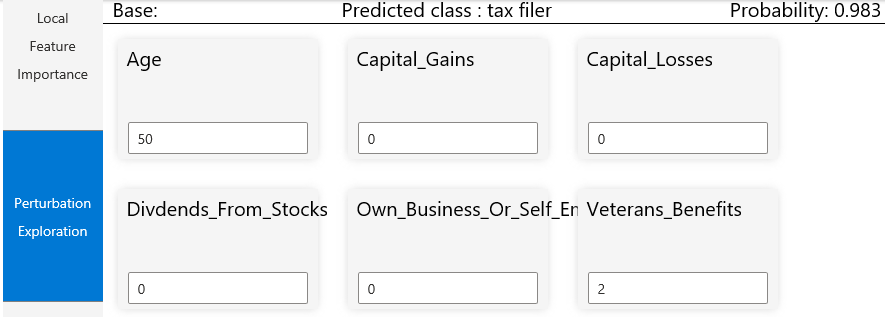 Local
Feature
Importance
Perturbation
Exploration
Base: Predicted class : tax filer Probability: 0.983
Age Capital_Gains Capital_Losses
50 0 0
Divdends_From_Stocks Own_Business_Or_Self_Em Veterans_Benefits
0 0 2